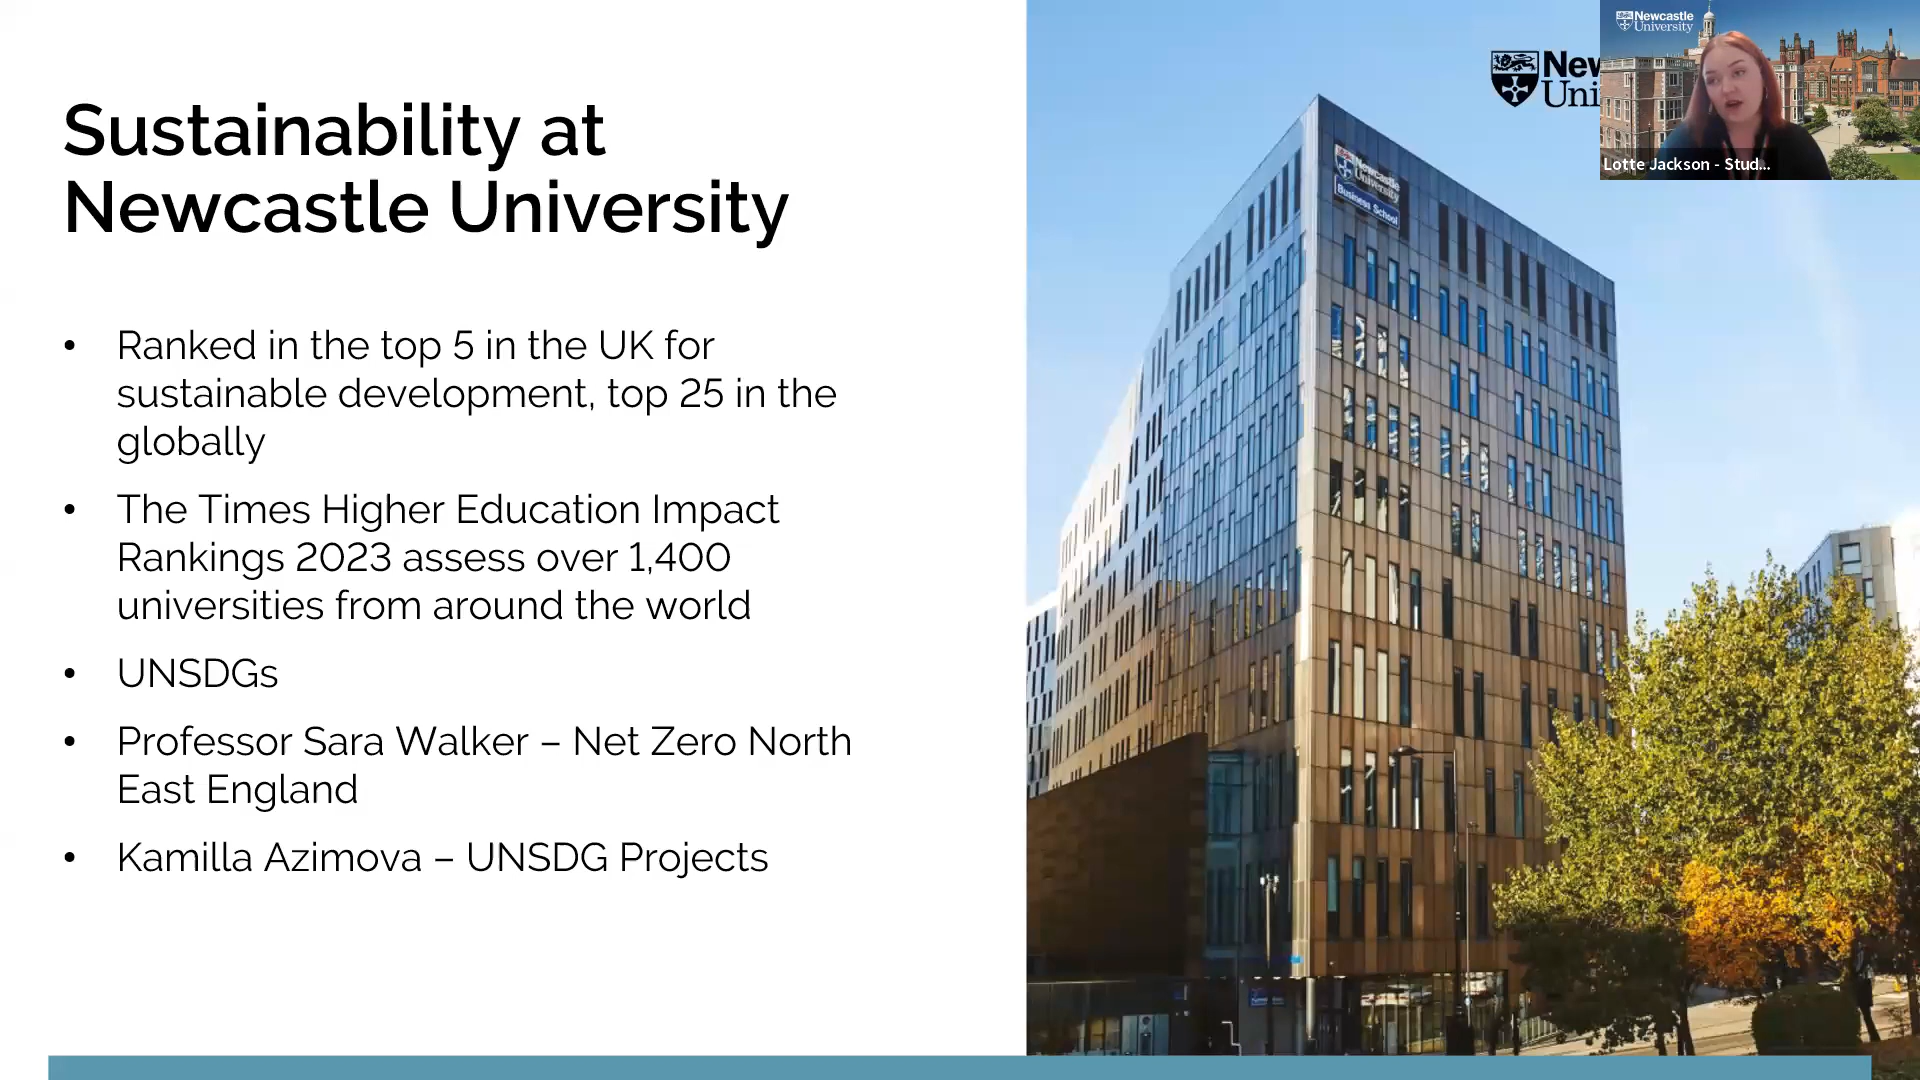 Sustainability at
Newcastle University
• Ranked in the top 5 in the UK for
sustainable development, top 25 in the
globally
• The Times Higher Education Impact
Rankings 2023 assess over 1,400
universities from around the world
• UNSDGs
• Professor Sara Walker – Net Zero North
East England
• Kamilla Azimova – UNSDG Projects
New
Uni
Newcastle
University
Lotte Jackson - Stud...
Newcastle
University
Business School